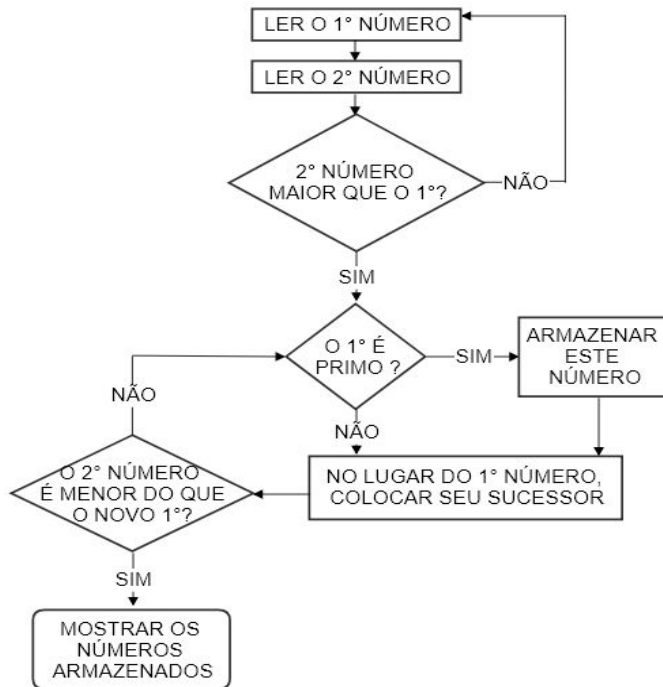 LER O 1° NÚMERO
LER O 2° NÚMERO
2° NÚMERO
MAIOR QUE O 1°?
NÃO
SIM
O 1° É
PRIMO ?
SIM
ARMAZENAR
ESTE
NÚMERO
NÃO
NÃO
O 2° NÚMERO
É MENOR DO QUE
O NOVO 1°?
NO LUGAR DO 1° NÚMERO,
COLOCAR SEU SUCESSOR
SIM
MOSTRAR OS
NÚMEROS
ARMAZENADOS